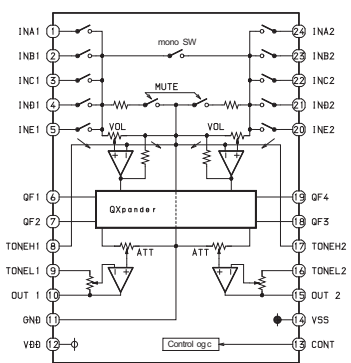 INA1 1
24 INA2
INB1 2
mono SW
23 INB2
INC1 3
22 INC2
MUTE
IND1 4
21 IND2
INE1 5
20 INE2
VOL
VOL
QF1 6
19 QF4
QXpander
QF2 7
18 QF3
TONEH1 8
17 TONEH2
ATT
ATT
TONEL1 9
16 TONEL2
OUT 1 10
15 OUT 2
GND 11
14 VSS
VDD 12
Control ogc
13 CONT